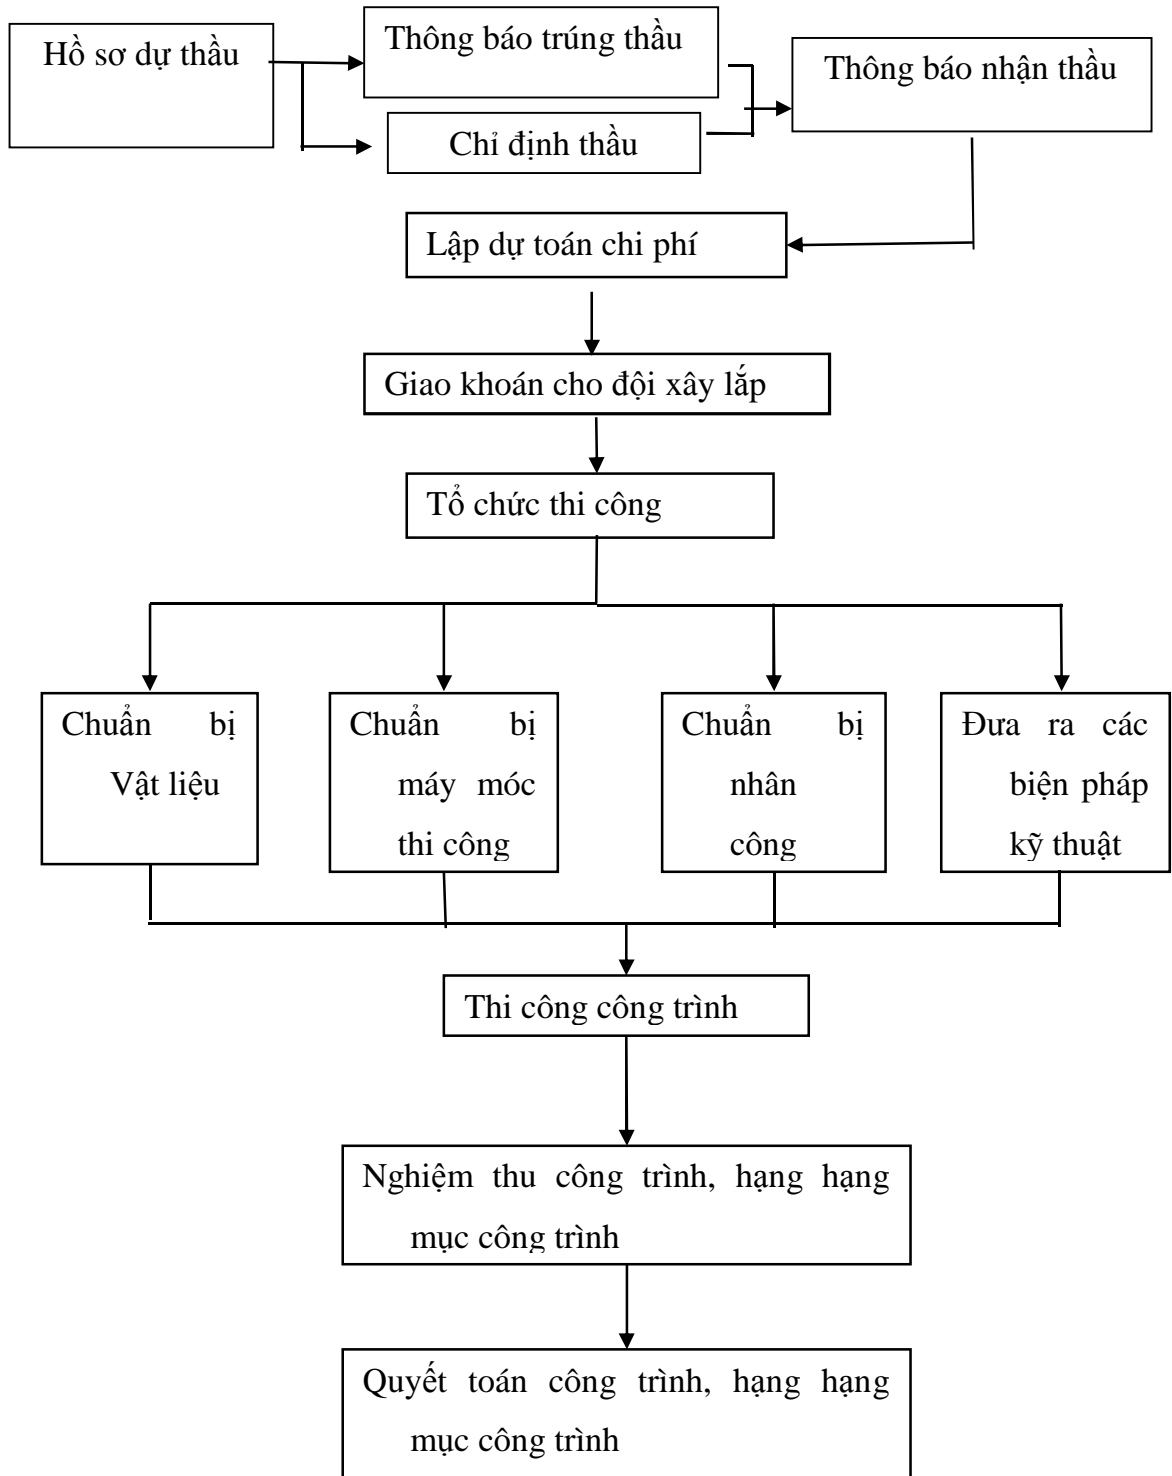 Hồ sơ dự thầu
Thông báo trúng thầu
Thông báo nhận thầu
Chỉ định thầu
Lập dự toán chi phí
Giao khoán cho đội xây lắp
Tổ chức thi công
Chuẩn bị
Vật liệu
Chuẩn bị
máy móc
thi công
Chuẩn bị
nhân
công
Đưa ra các
biện pháp
kỹ thuật
Thi công công trình
Nghiệm thu công trình, hạng hạng
mục công trình
Quyết toán công trình, hạng hạng
mục công trình